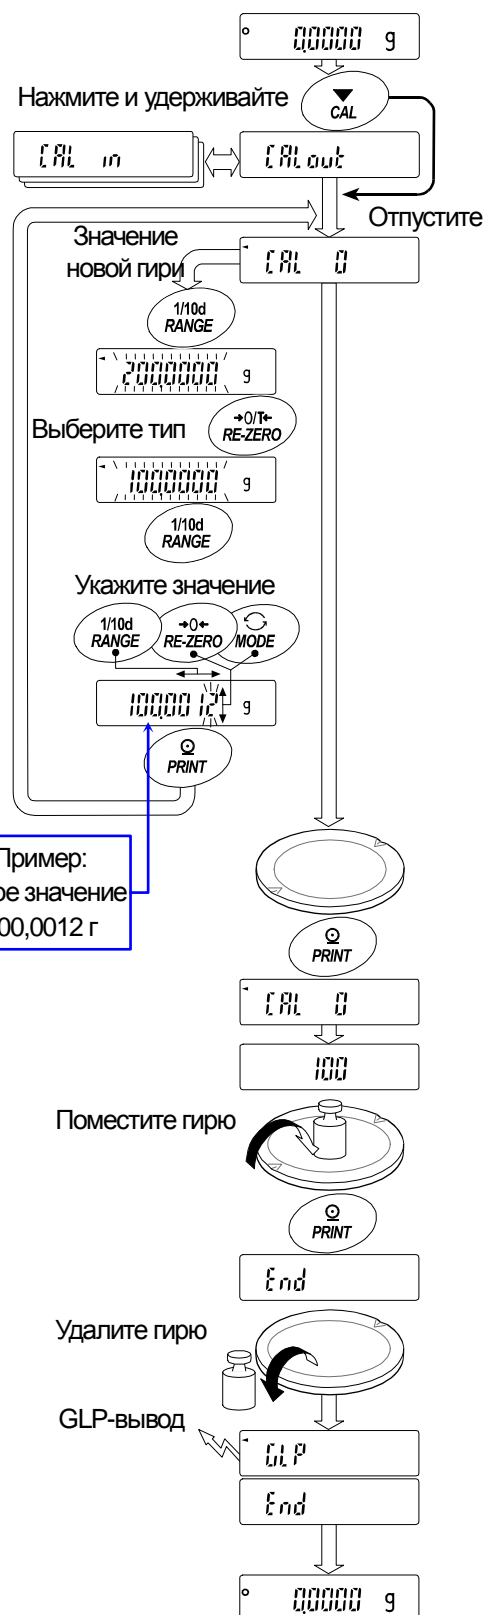 0.0000 g
CAL
Нажмите и удерживайте
CAL in
CAL out
Отпустите
Значение
новой гири
CAL 0
1/10d
RANGE
200.0000 g
Выберите тип
→0/T←
RE-ZERO
100.0000 g
1/10d
RANGE
Укажите значение
1/10d
RANGE
→0←
RE-ZERO
MODE
100.0012 g
PRINT
Пример:
значение
00,0012 г
PRINT
CAL 0
100
Поместите гирю
PRINT
End
Удалите гирю
GLP-вывод
GLP
End
0.0000 g